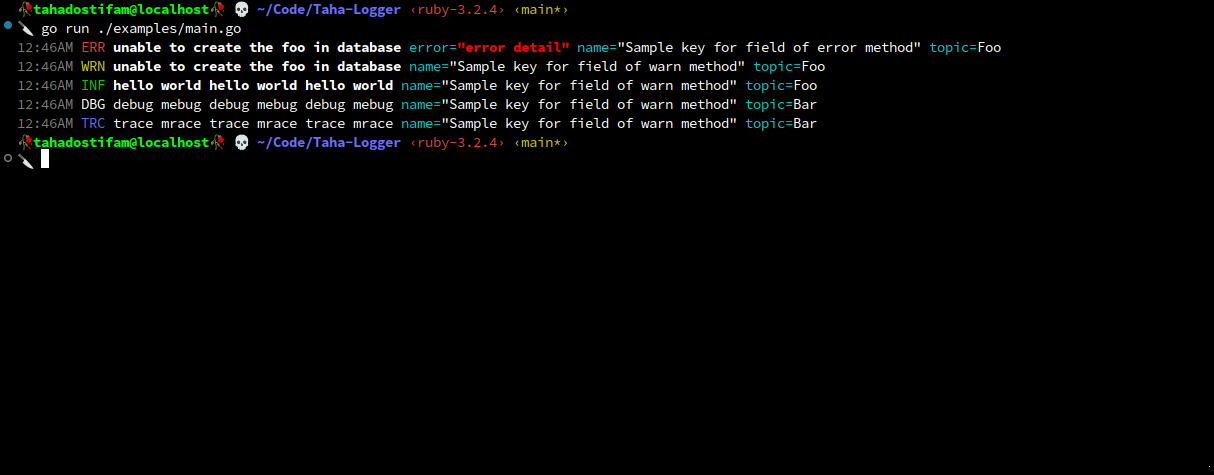 🥀tahadostifam@localhost🥀 💀 ~/Code/Taha-Logger ‹ruby-3.2.4› ‹main*›
🔪 go run ./examples/main.go
12:46AM ERR unable to create the foo in database error="error detail" name="Sample key for field of error method" topic=Foo
12:46AM WRN unable to create the foo in database name="Sample key for field of warn method" topic=Foo
12:46AM INF hello world hello world hello world name="Sample key for field of warn method" topic=Foo
12:46AM DBG debug mebug debug mebug debug mebug name="Sample key for field of warn method" topic=Bar
12:46AM TRC trace mrace trace mrace trace mrace name="Sample key for field of warn method" topic=Bar
🥀tahadostifam@localhost🥀 💀 ~/Code/Taha-Logger ‹ruby-3.2.4› ‹main*›
🔪